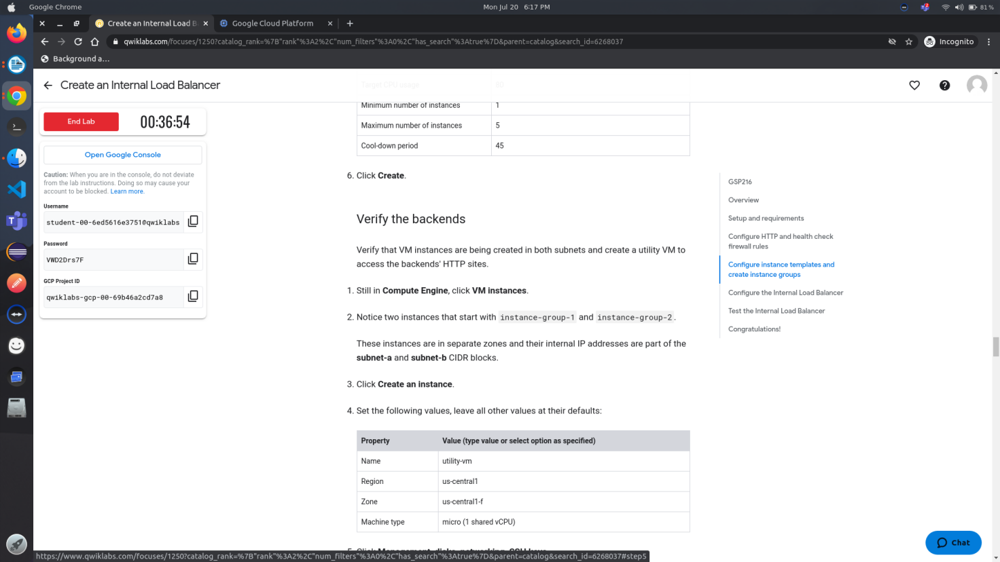 Google Chrome
Mon Jul 20 6:17 PM
81 %
Create an Internal Load B
Google Cloud Platform
qwiklabs.com/focuses/1250?catalog_rank=%7B"rank"%3A2%2C"num_filters"%3A0%2C"has_search"%3Atrue%7D&parent=catalog&search_id=6268037
Incognito
Background a...
Create an Internal Load Balancer
Target CPU usage 80
End Lab
00:36:54
Open Google Console
Caution: When you are in the console, do not deviate
from the lab instructions. Doing so may cause your
account to be blocked. Learn more.
Username
student-00-6ed5616e3751@qwiklabs
Password
VWD2Drs7F
GCP Project ID
qwiklabs-gcp-00-69b46a2cd7a8
Minimum number of instances 1
Maximum number of instances 5
Cool-down period 45
6. Click Create.
Verify the backends
Verify that VM instances are being created in both subnets and create a utility VM to
access the backends' HTTP sites.
1. Still in Compute Engine, click VM instances.
2. Notice two instances that start with instance-group-1 and instance-group-2.
These instances are in separate zones and their internal IP addresses are part of the
subnet-a and subnet-b CIDR blocks.
3. Click Create an instance.
4. Set the following values, leave all other values at their defaults:
Property Value (type value or select option as specified)
Name utility-vm
Region us-central1
Zone us-central1-f
Machine type micro (1 shared vCPU)
5. Click Management, disks, networking, SSH keys
GSP216
Overview
Setup and requirements
Configure HTTP and health check
firewall rules
Configure instance templates and
create instance groups
Configure the Internal Load Balancer
Test the Internal Load Balancer
Congratulations!
Chat
https://www.qwiklabs.com/focuses/1250?catalog_rank=%7B"rank"%3A2%2C"num_filters"%3A0%2C"has_search"%3Atrue%7D&parent=catalog&search_id=6268037#step5